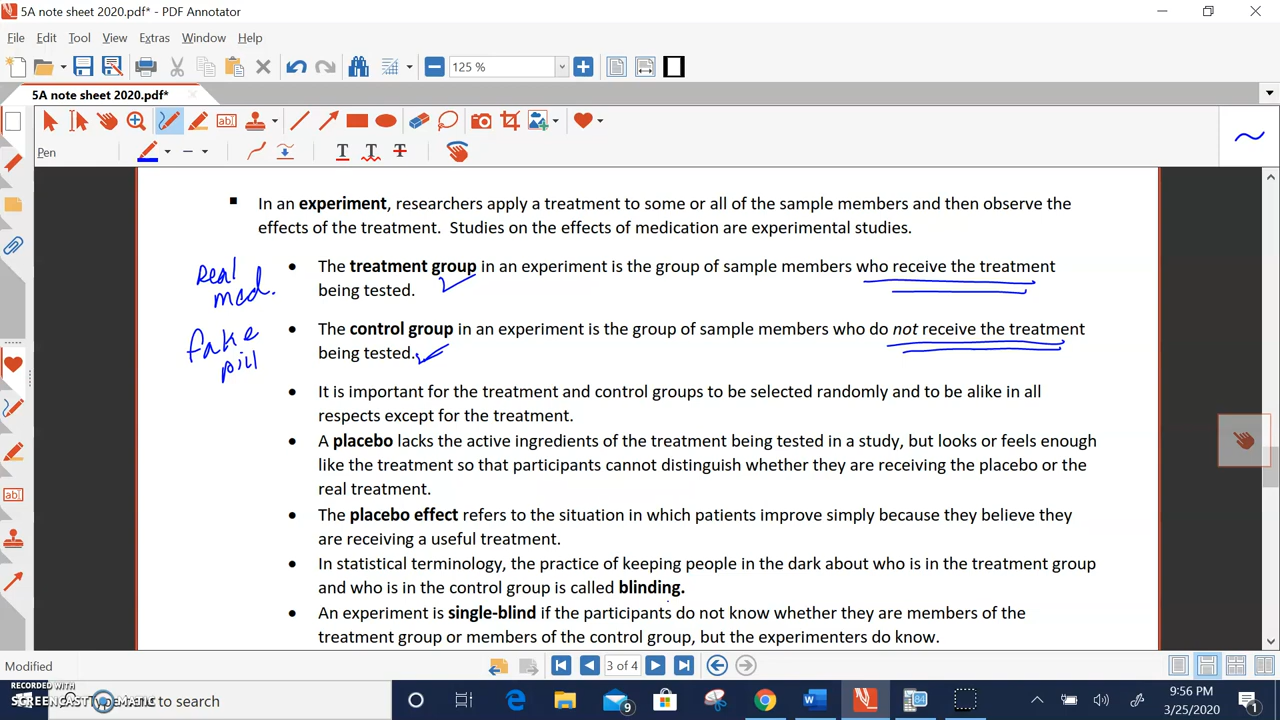 5A note sheet 2020.pdf* - PDF Annotator
File Edit Tool View Extras Window Help
125 %
5A note sheet 2020.pdf*
Pen
In an experiment, researchers apply a treatment to some or all of the sample members and then observe the
effects of the treatment. Studies on the effects of medication are experimental studies.
real
med.
• The treatment group in an experiment is the group of sample members who receive the treatment
being tested.
fake
pill
• The control group in an experiment is the group of sample members who do not receive the treatment
being tested.
• It is important for the treatment and control groups to be selected randomly and to be alike in all
respects except for the treatment.
• A placebo lacks the active ingredients of the treatment being tested in a study, but looks or feels enough
like the treatment so that participants cannot distinguish whether they are receiving the placebo or the
real treatment.
• The placebo effect refers to the situation in which patients improve simply because they believe they
are receiving a useful treatment.
• In statistical terminology, the practice of keeping people in the dark about who is in the treatment group
and who is in the control group is called blinding.
• An experiment is single-blind if the participants do not know whether they are members of the
treatment group or members of the control group, but the experimenters do know.
Modified
3 of 4
RECORDED WITH
SCREENCAST MATIC
Type here to search
9
84
9:56 PM
3/25/2020
1